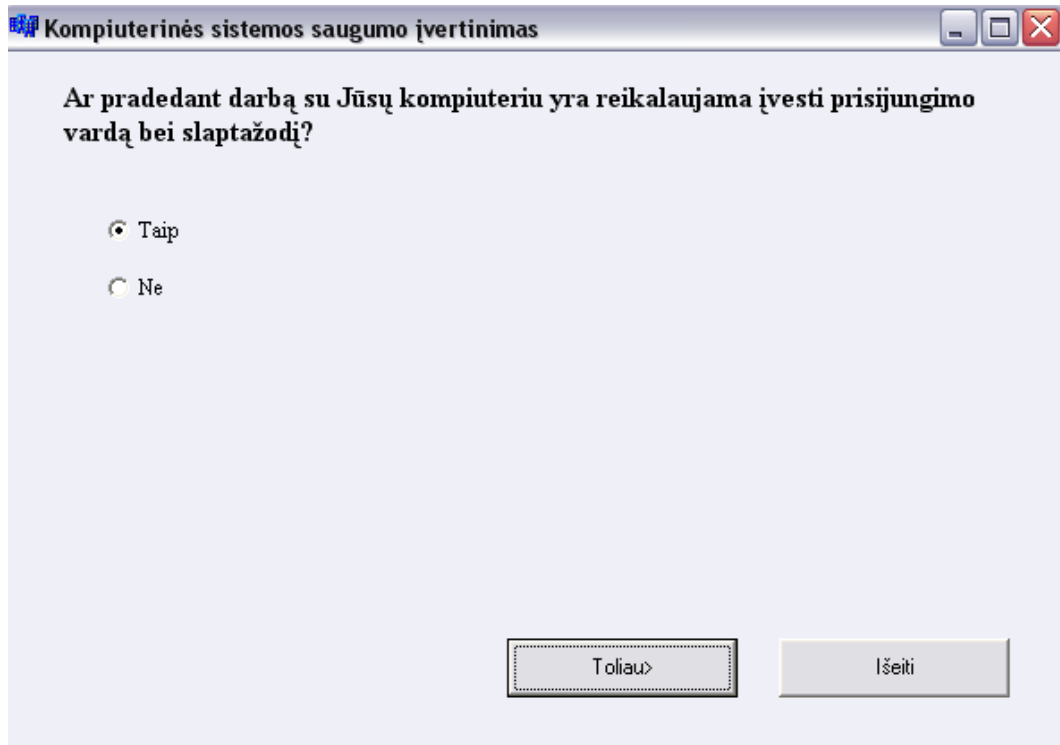 Kompiuterinės sistemos saugumo įvertinimas
Ar pradedant darbą su Jūsų kompiuteriu yra reikalaujama įvesti prisijungimo
vardą bei slaptažodį?
Taip
Ne
Toliau>
Išeiti